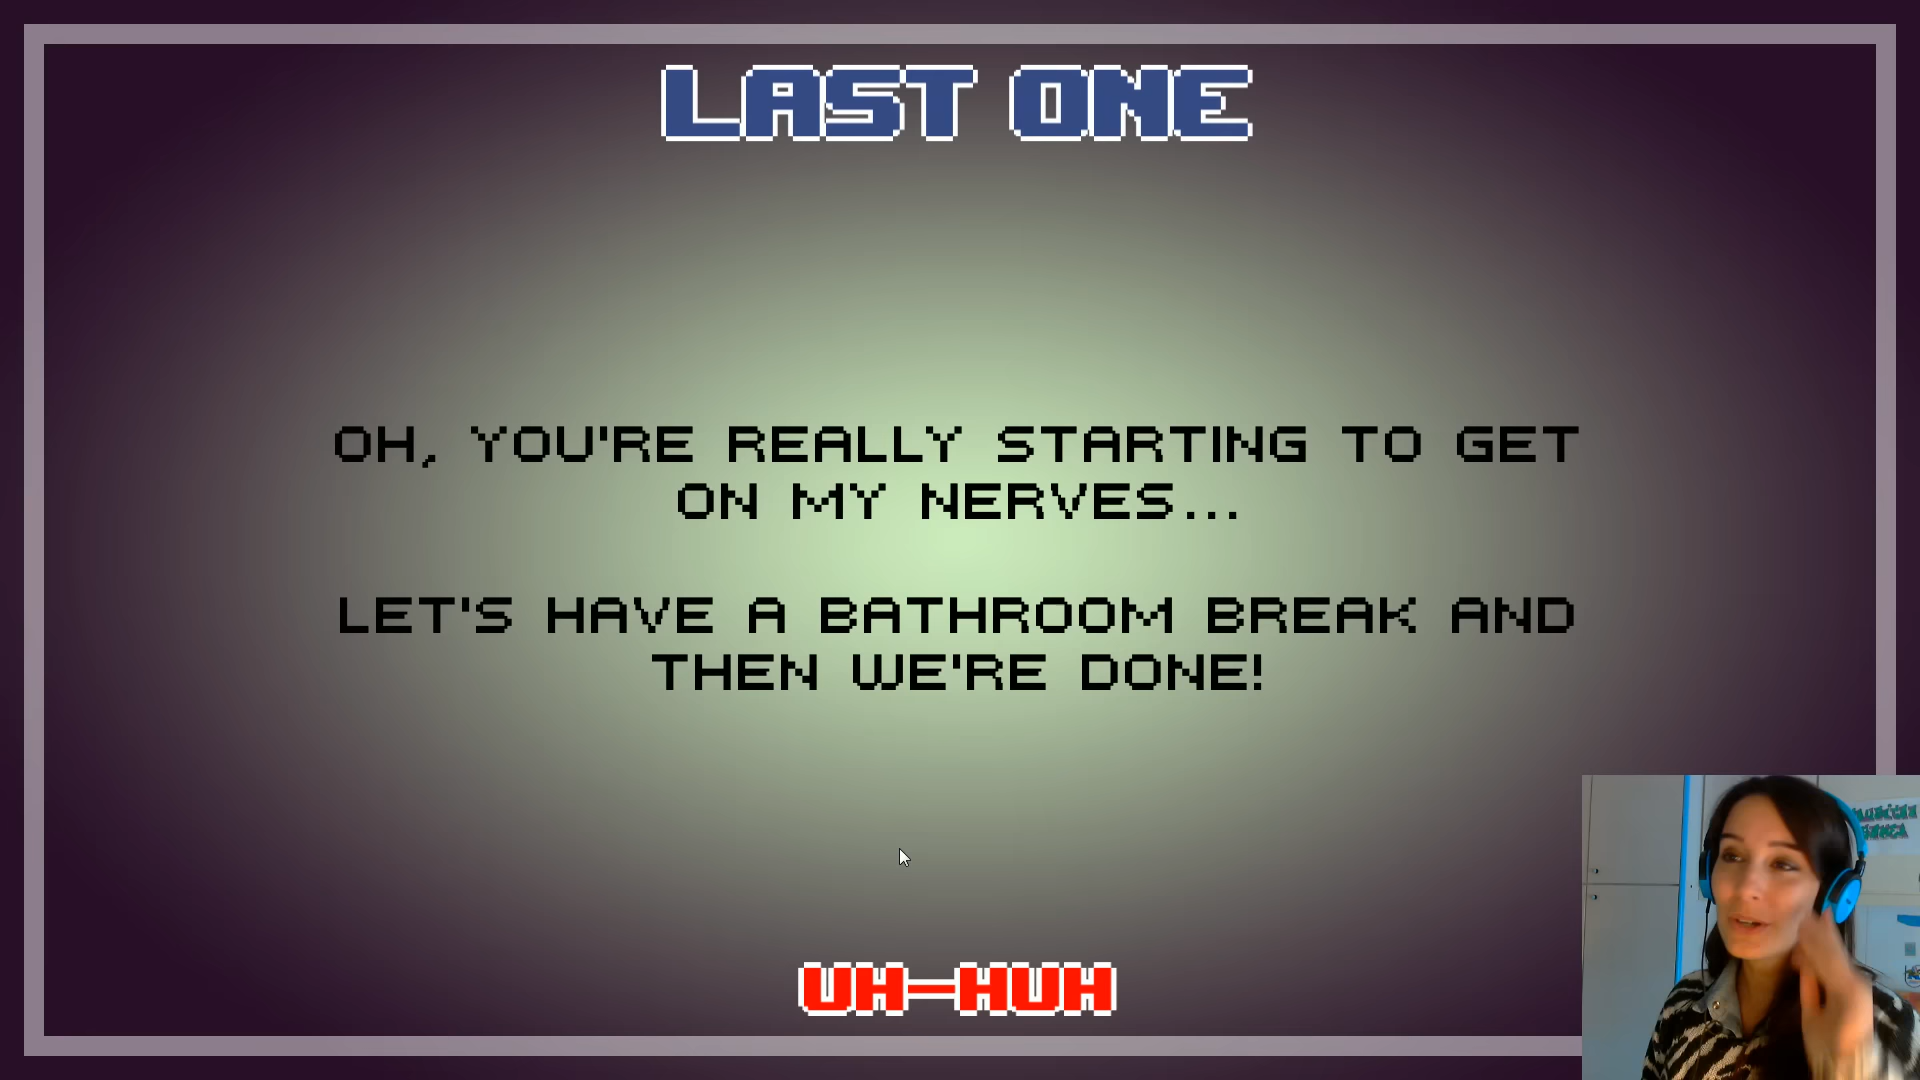 LAST ONE
OH, YOU'RE REALLY STARTING TO GET
ON MY NERVES...
LET'S HAVE A BATHROOM BREAK AND
THEN WE'RE DONE!
UH-HUH